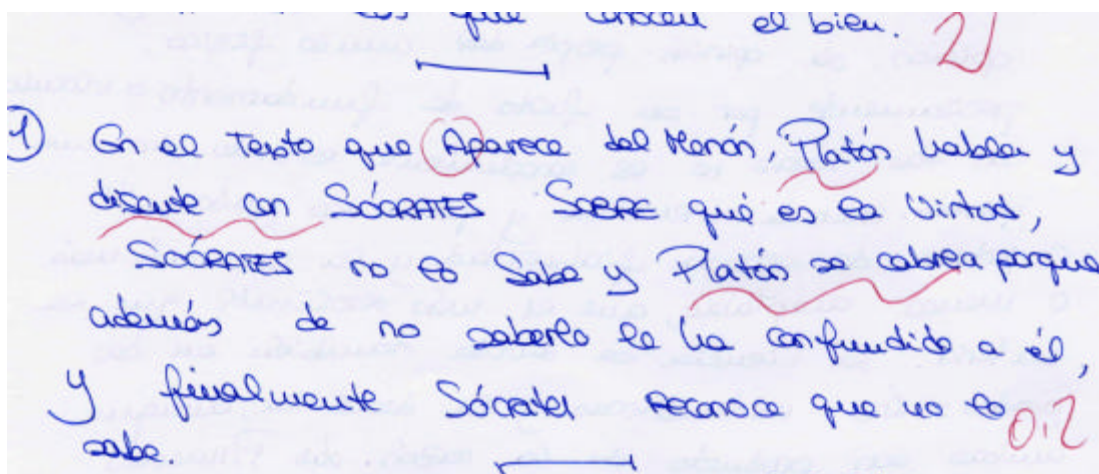 que conocen el bien. 2)
1) En el Texto que Aparece del Menón, Platón habla y
discute con SÓCRATES SOBRE qué es la Virtud,
SÓCRATES no lo sabe y Platón se cabrea porque
además de no saberlo le ha confundido a él,
y finalmente Sócrates reconoce que no lo
sabe. 0,2